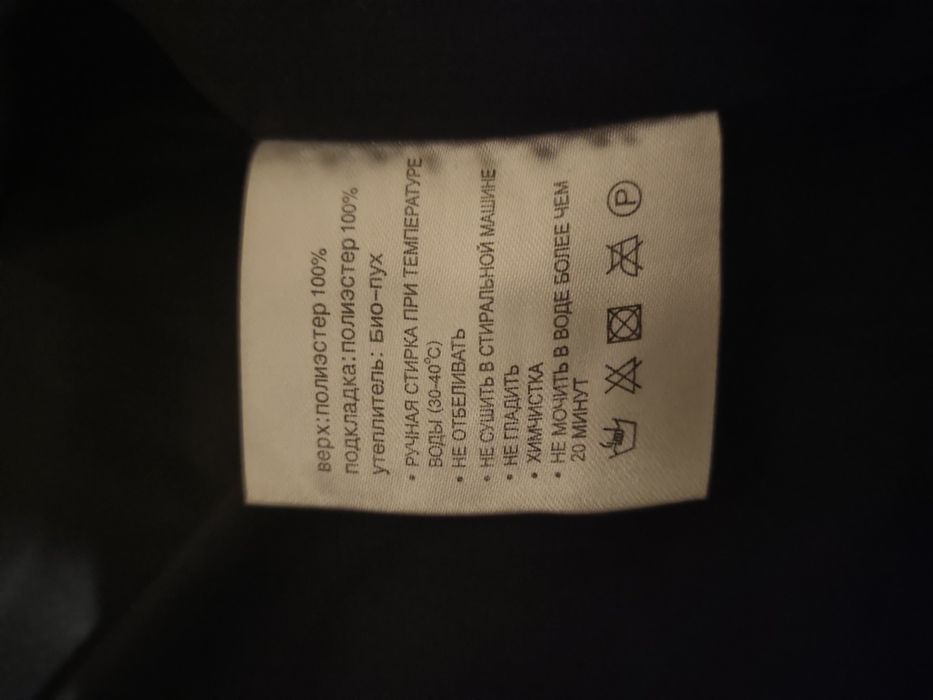 верх:полиэстер 100%
подкладка:полиэстер 100%
утеплитель: Био-пух
• РУЧНАЯ СТИРКА ПРИ ТЕМПЕРАТУРЕ
ВОДЫ (30-40°С)
• НЕ ОТБЕЛИВАТЬ
• НЕ СУШИТЬ В СТИРАЛЬНОЙ МАШИНЕ
• НЕ ГЛАДИТЬ
• ХИМЧИСТКА
• НЕ МОЧИТЬ В ВОДЕ БОЛЕЕ ЧЕМ
20 МИНУТ
P